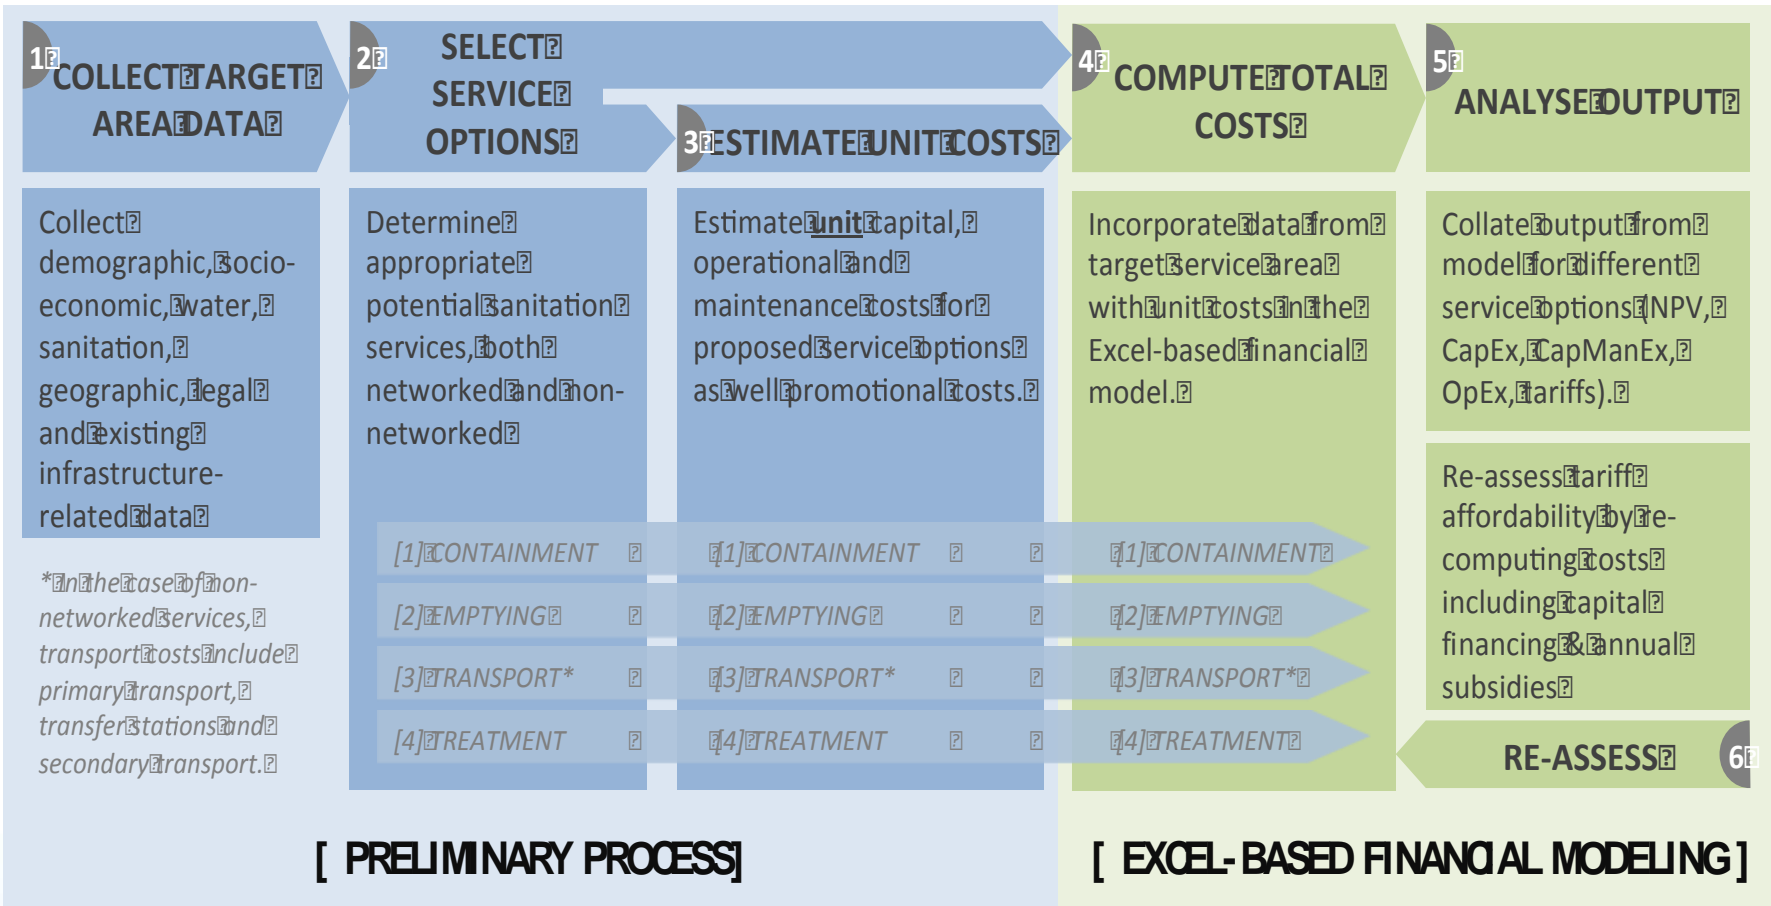 1
COLLECT TARGET
AREA DATA
2
SELECT
SERVICE
OPTIONS
3
ESTIMATE UNIT COSTS
4
COMPUTE TOTAL
COSTS
5
ANALYSE OUTPUT
Collect
demographic, socio-
economic, water,
sanitation,
geographic, legal
and existing
infrastructure-
related data
* In the case of non-
networked services,
transport costs include
primary transport,
transfer stations and
secondary transport.
Determine
appropriate
potential sanitation
services, both
networked and non-
networked
Estimate unit capital,
operational and
maintenance costs for
proposed service options
as well promotional costs.
Incorporate data from
target service area
with unit costs in the
Excel-based financial
model.
Collate output from
model for different
service options (NPV,
CapEx, CapManEx,
OpEx, tariffs).
Re-assess tariff
affordability by re-
computing costs
including capital
financing & annual
subsidies
[1] CONTAINMENT [1] CONTAINMENT [1] CONTAINMENT
[2] EMPTYING [2] EMPTYING [2] EMPTYING
[3] TRANSPORT* [3] TRANSPORT* [3] TRANSPORT*
[4] TREATMENT [4] TREATMENT [4] TREATMENT
RE-ASSESS
6
[ PRELIMINARY PROCESS]
[ EXCEL-BASED FINANCIAL MODELING]